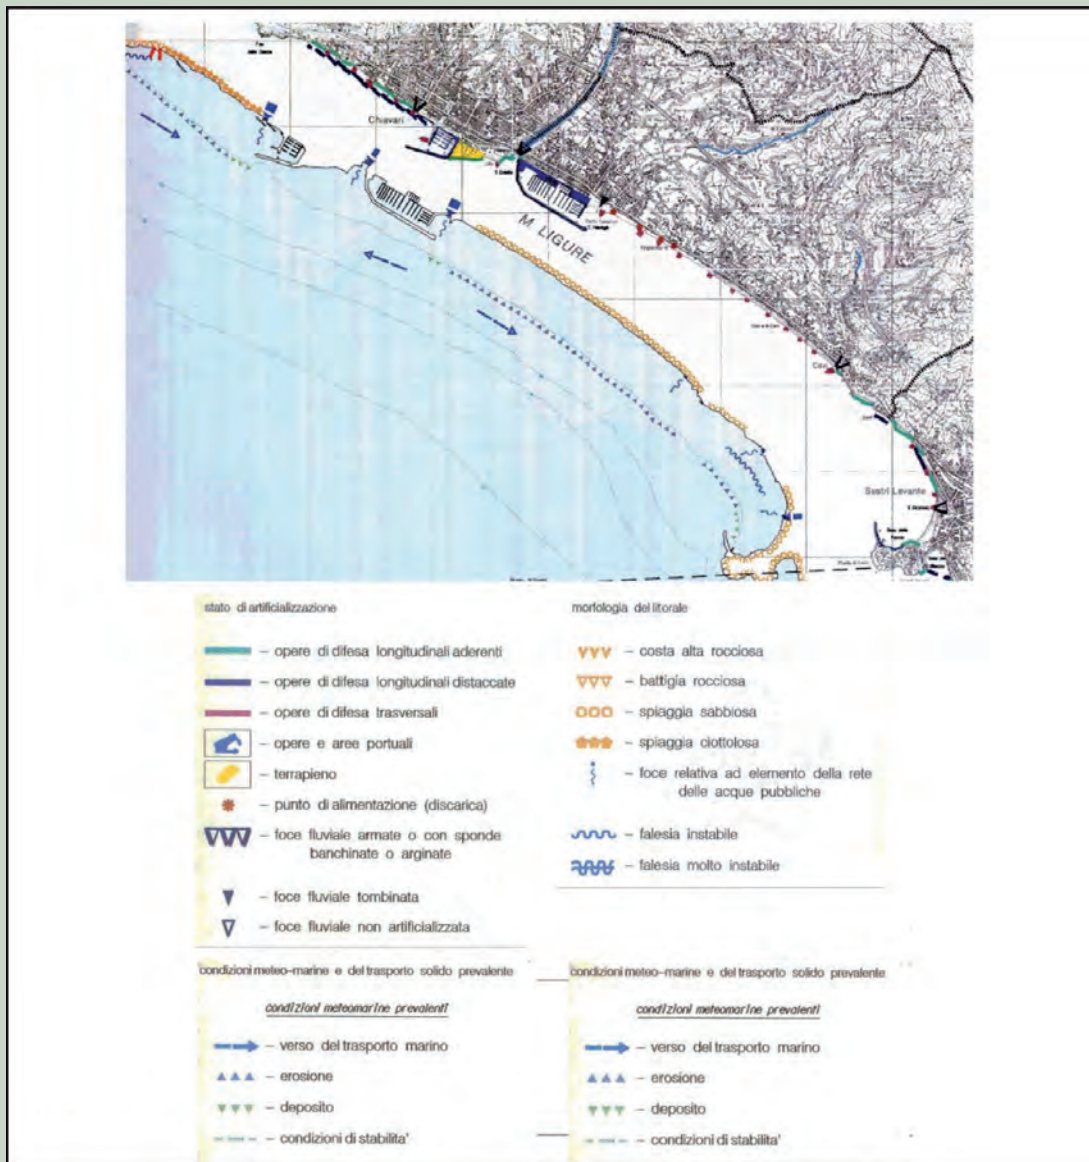 Chiavari
M. LIGURE
Sestri Levante
stato di artificializzazione
– opere di difesa longitudinali aderenti
– opere di difesa longitudinali distaccate
– opere di difesa trasversali
– opere e aree portuali
– terrapieno
– punto di alimentazione (discarica)
– foce fluviale armate o con sponde
banchinate o arginate
– foce fluviale tombinata
– foce fluviale non artificializzata
morfologia del litorale
– costa alta rocciosa
– battigia rocciosa
– spiaggia sabbiosa
– spiaggia ciottolosa
– foce relativa ad elemento della rete
delle acque pubbliche
– falesia instabile
– falesia molto instabile
condizioni meteo-marine e del trasporto solido prevalente
condizioni meteomarine prevalenti
– verso del trasporto marino
– erosione
– deposito
– condizioni di stabilita'
condizioni meteo-marine e del trasporto solido prevalente
condizioni meteomarine prevalenti
– verso del trasporto marino
– erosione
– deposito
– condizioni di stabilita'